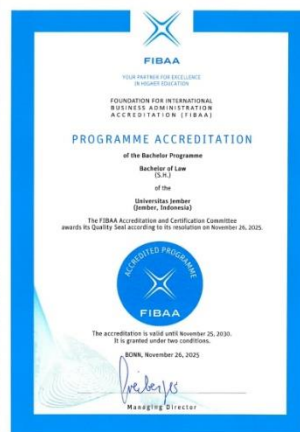 FIBAA
YOUR PARTNER FOR EXCELLENCE
IN HIGHER EDUCATION
FOUNDATION FOR INTERNATIONAL
BUSINESS ADMINISTRATION
ACCREDITATION (FIBAA)
PROGRAMME ACCREDITATION
of the Bachelor Programme
Bachelor of Law
(S.H.)
of the
Universitas Jember
(Jember, Indonesia)
The FIBAA Accreditation and Certification Committee
awards its Quality Seal according to its resolution on November 26, 2025.
ACCREDITED PROGRAMME
FIBAA
The accreditation is valid until November 25, 2030.
It is granted under two conditions.
BONN, November 26, 2025
Managing Director